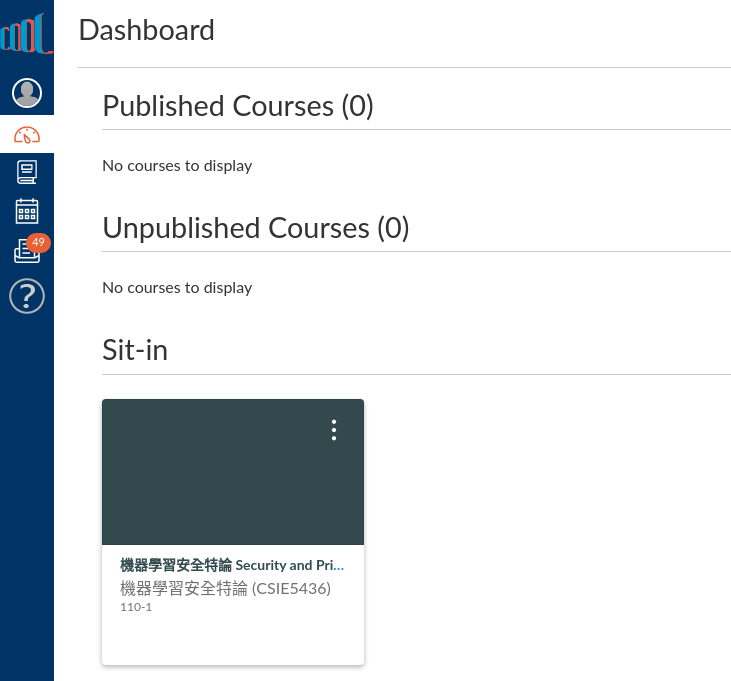 COOL
Dashboard
Published Courses (0)
No courses to display
Unpublished Courses (0)
No courses to display
49
?
Sit-in
機器學習安全特論 Security and Pri...
機器學習安全特論 (CSIE5436)
110-1